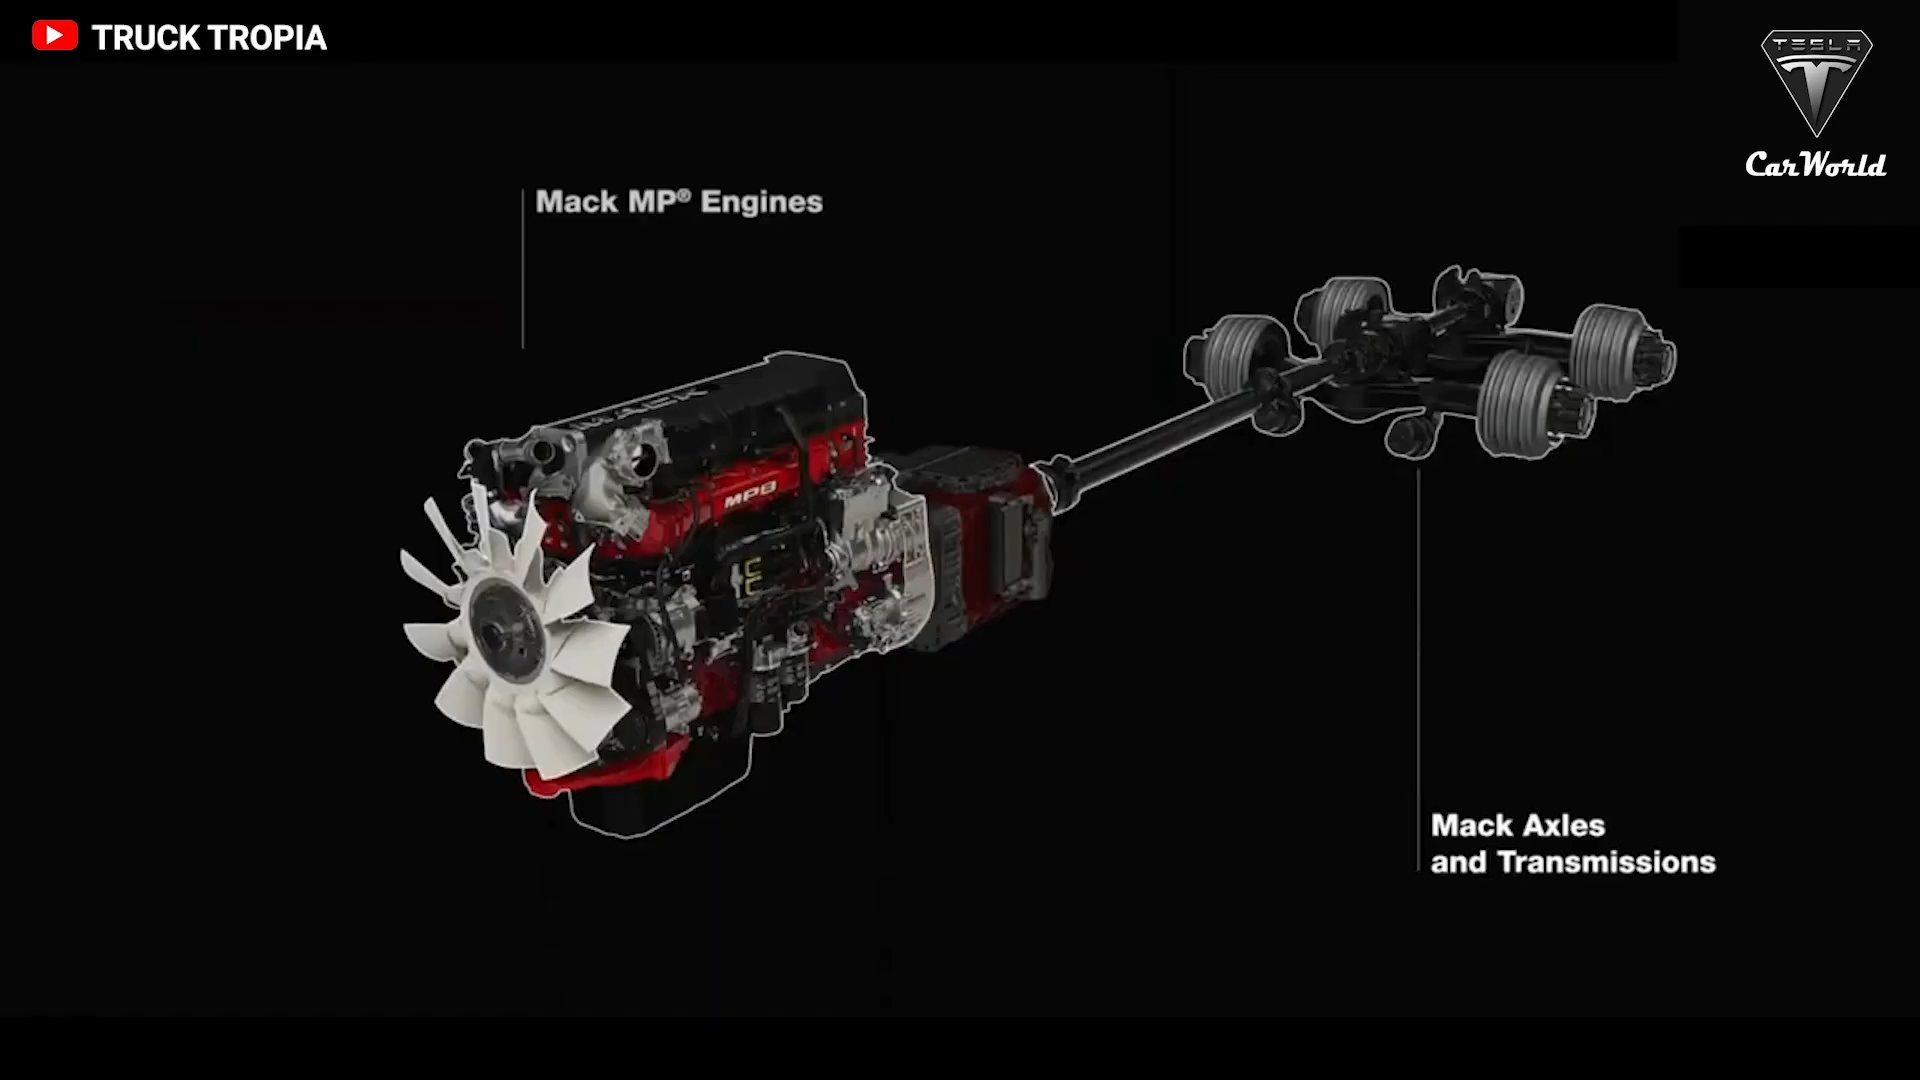 TRUCK TROPIA
TESLA
CarWorld
Mack MP® Engines
MACK
MP8
Mack Axles
and Transmissions